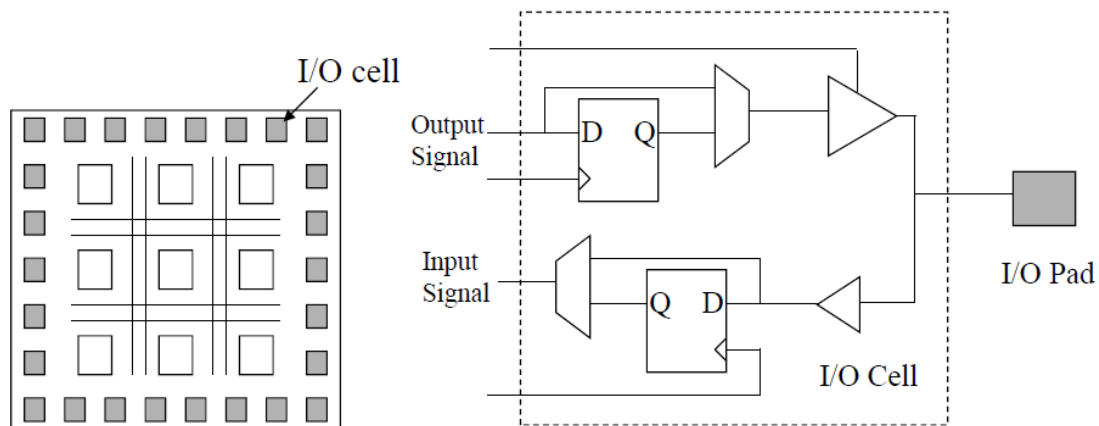 I/O cell
Output
Signal
D Q
Input
Signal
Q D
I/O Pad
I/O Cell